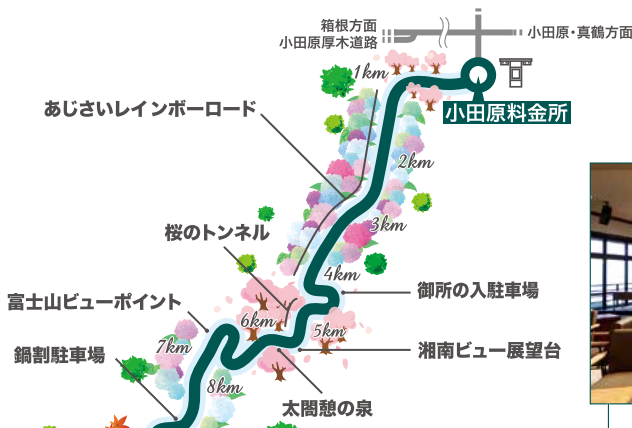 箱根方面
小田原厚木道路
小田原・真鶴方面
1km
小田原料金所
あじさいレインボーロード
2km
3km
桜のトンネル
4km
御所の入駐車場
富士山ビューポイント
6km
5km
7km
湘南ビュー展望台
鍋割駐車場
8km
太閤憩の泉